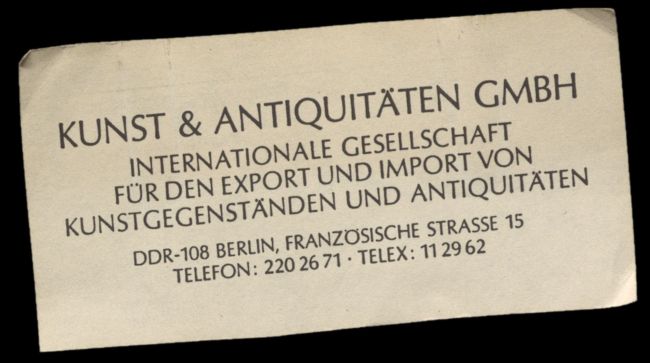 KUNST & ANTIQUITÄTEN GMBH
INTERNATIONALE GESELLSCHAFT
FÜR DEN EXPORT UND IMPORT VON
KUNSTGEGENSTÄNDEN UND ANTIQUITÄTEN
DDR-108 BERLIN, FRANZÖSISCHE STRASSE 15
TELEFON: 220 26 71 · TELEX: 11 29 62